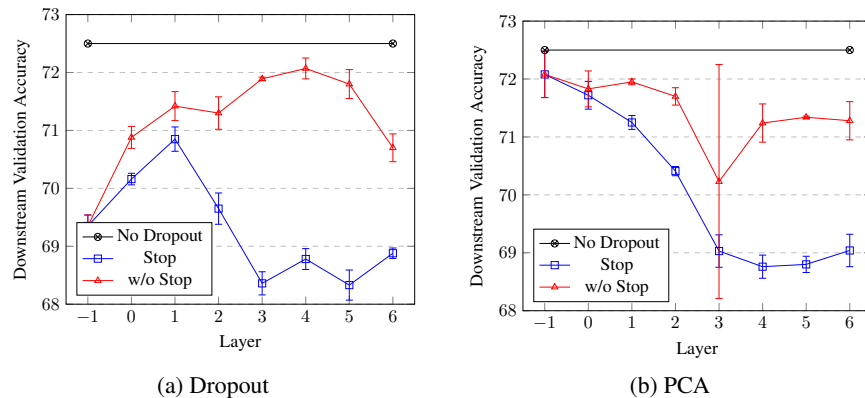 Downstream Validation Accuracy
72
71
70
69
68
No Dropout
Stop
w/o Stop
−1 0 1 2 3 4 5 6
Layer
(a) Dropout
Downstream Validation Accuracy
72
71
70
69
68
No Dropout
Stop
w/o Stop
−1 0 1 2 3 4 5 6
Layer
(b) PCA